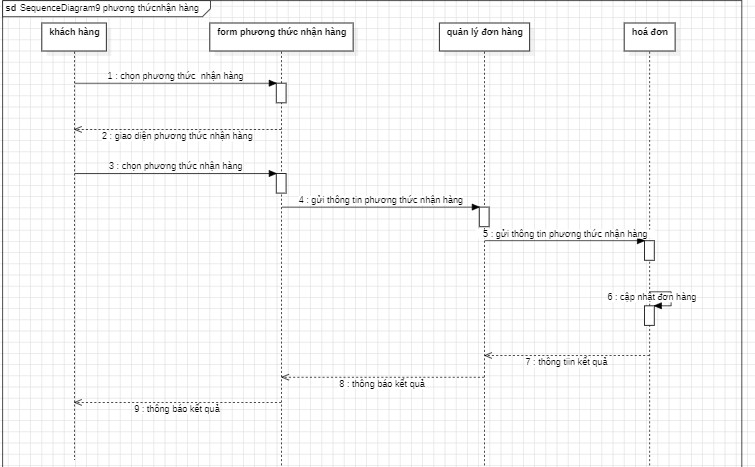 sd SequenceDiagram9 phương thứcnhận hàng
khách hàng
form phương thức nhận hàng
quản lý đơn hàng
hoá đơn
1 : chọn phương thức nhận hàng
2 : giao diện phương thức nhận hàng
3 : chọn phương thức nhận hàng
4 : gửi thông tin phương thức nhận hàng
5 : gửi thông tin phương thức nhận hàng
6 : cập nhật đơn hàng
7 : thông tiin kết quả
8 : thông báo kết quả
9 : thông báo kết quả